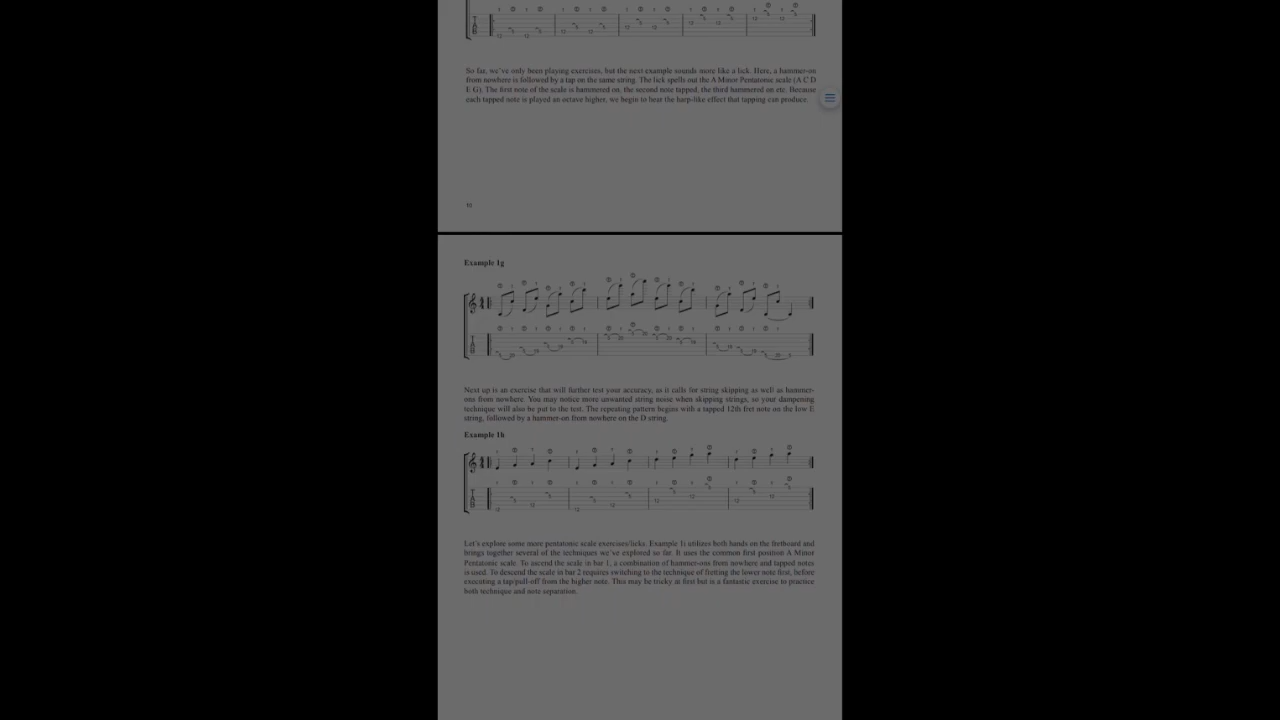 So far, we've only been playing exercises, but the next example sounds more like a lick. Here, a hammer-on
from nowhere is followed by a tap on the same string. The lick spells out the A Minor Pentatonic scale (A C D
E G). The first note of the scale is hammered on, the second note tapped, the third hammered on etc. Because
each tapped note is played an octave higher, we begin to hear the harp-like effect that tapping can produce.
10
Example 1g
Next up is an exercise that will further test your accuracy, as it calls for string skipping as well as hammer-
ons from nowhere. You may notice more unwanted string noise when skipping strings, so your dampening
technique will also be put to the test. The repeating pattern begins with a tapped 12th fret note on the low E
string, followed by a hammer-on from nowhere on the D string.
Example 1h
Let's explore some more pentatonic scale exercises/licks. Example 1i utilizes both hands on the fretboard and
brings together several of the techniques we've explored so far. It uses the common first position A Minor
Pentatonic scale. To ascend the scale in bar 1, a combination of hammer-ons from nowhere and tapped notes
is used. To descend the scale in bar 2 requires switching to the technique of fretting the lower note first, before
executing a tap/pull-off from the higher note. This may be tricky at first but is a fantastic exercise to practice
both technique and note separation.